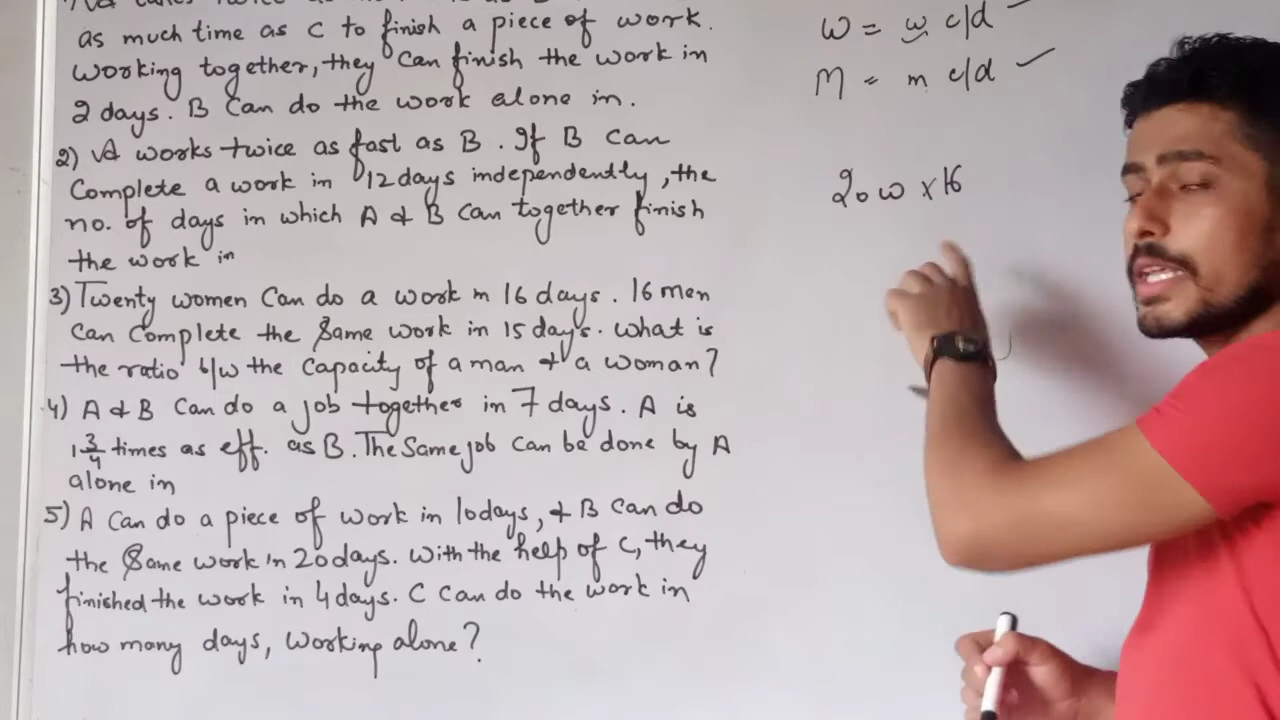 as much time as C to finish a piece of work.
working together, they can finish the work in
2 days. B can do the work alone in.
2) A works twice as fast as B. If B can
Complete a work in 12 days independently, the
no. of days in which A & B can together finish
the work in
3) Twenty women can do a work in 16 days. 16 men
can complete the same work in 15 days. what is
the ratio b/w the capacity of a man & a woman?
4) A & B can do a job together in 7 days. A is
1 3/4 times as eff. as B. The same job can be done by A
alone in
5) A can do a piece of work in 10 days, & B can do
the same work in 20 days. with the help of C, they
finished the work in 4 days. C can do the work in
how many days, working alone?
W = w c/d
M = m c/d
20 w × 16